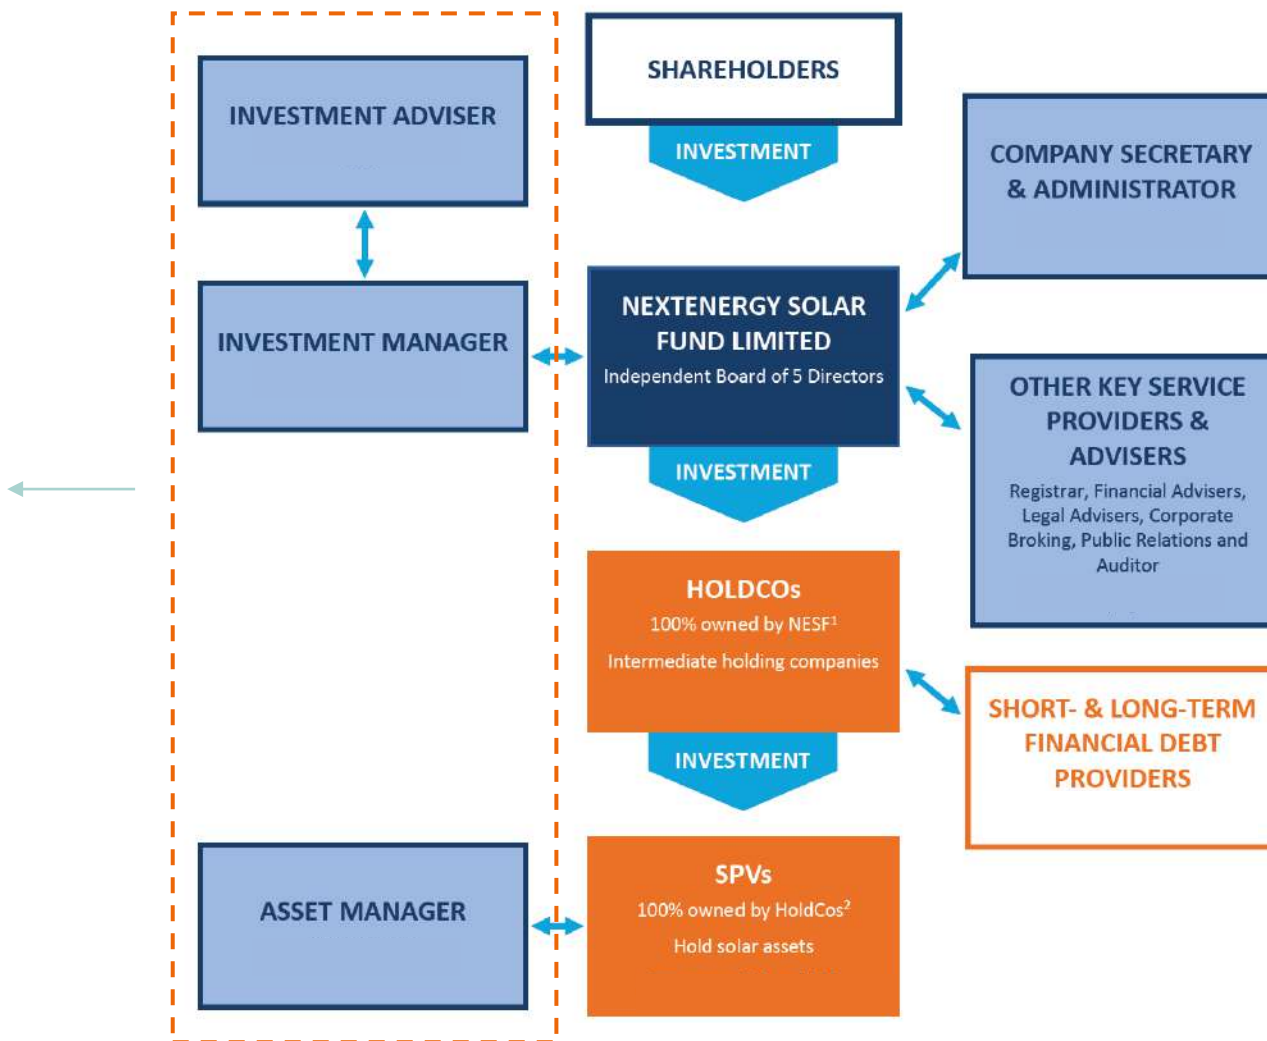 INVESTMENT ADVISER
INVESTMENT MANAGER
ASSET MANAGER
SHAREHOLDERS
INVESTMENT
NEXTENERGY SOLAR
FUND LIMITED
Independent Board of 5 Directors
INVESTMENT
HOLDCOs
100% owned by NESF¹
Intermediate holding companies
INVESTMENT
SPVs
100% owned by HoldCos²
Hold solar assets
COMPANY SECRETARY
& ADMINISTRATOR
OTHER KEY SERVICE
PROVIDERS &
ADVISERS
Registrar, Financial Advisers,
Legal Advisers, Corporate
Broking, Public Relations and
Auditor
SHORT- & LONG-TERM
FINANCIAL DEBT
PROVIDERS